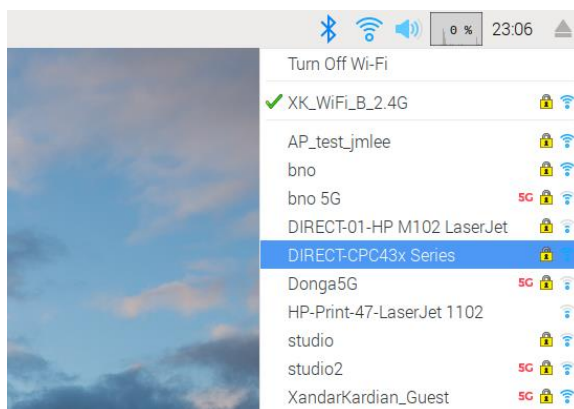 0 % 23:06
Turn Off Wi-Fi
XK_WiFi_B_2.4G
AP_test_jmlee
bno
bno 5G 5G
DIRECT-01-HP M102 LaserJet
DIRECT-CPC43x Series
Donga5G 5G
HP-Print-47-LaserJet 1102
studio
studio2 5G
XandarKardian_Guest 5G